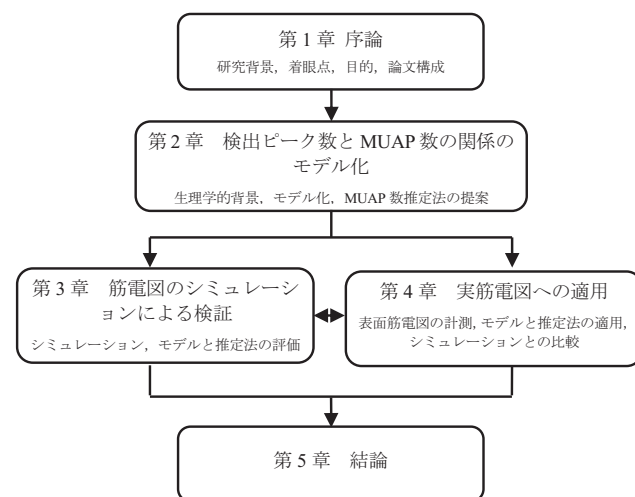 第 1 章 序論
研究背景，着眼点，目的，論文構成
第 2 章　検出ピーク数と MUAP 数の関係の
モデル化
生理学的背景，モデル化，MUAP 数推定法の提案
第 3 章　筋電図のシミュレーシ
ョンによる検証
シミュレーション，モデルと推定法の評価
第 4 章　実筋電図への適用
表面筋電図の計測, モデルと推定法の適用,
シミュレーションとの比較
第 5 章　結論